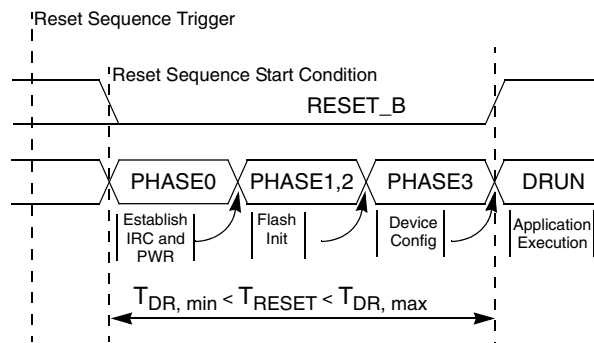 Reset Sequence Trigger
Reset Sequence Start Condition
RESET_B
PHASE0 PHASE1,2 PHASE3 DRUN
Establish IRC and PWR
Flash Init
Device Config
Application Execution
TDR, min < TRESET < TDR, max